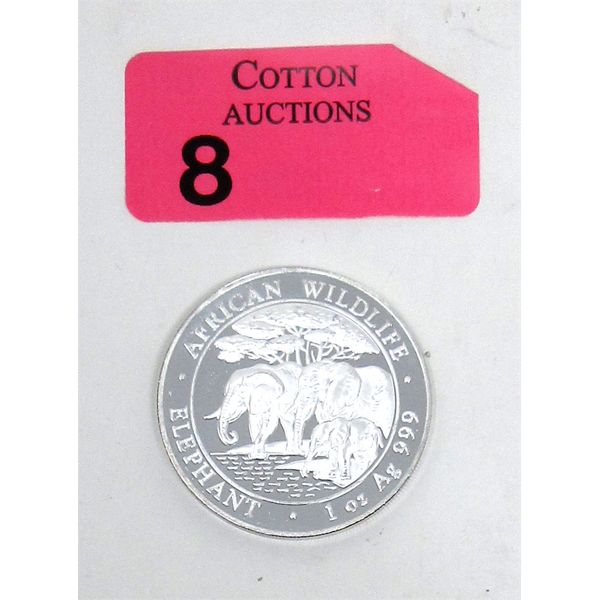 COTTON
AUCTIONS
8
AFRICAN WILDLIFE
ELEPHANT • 1 oz Ag 999